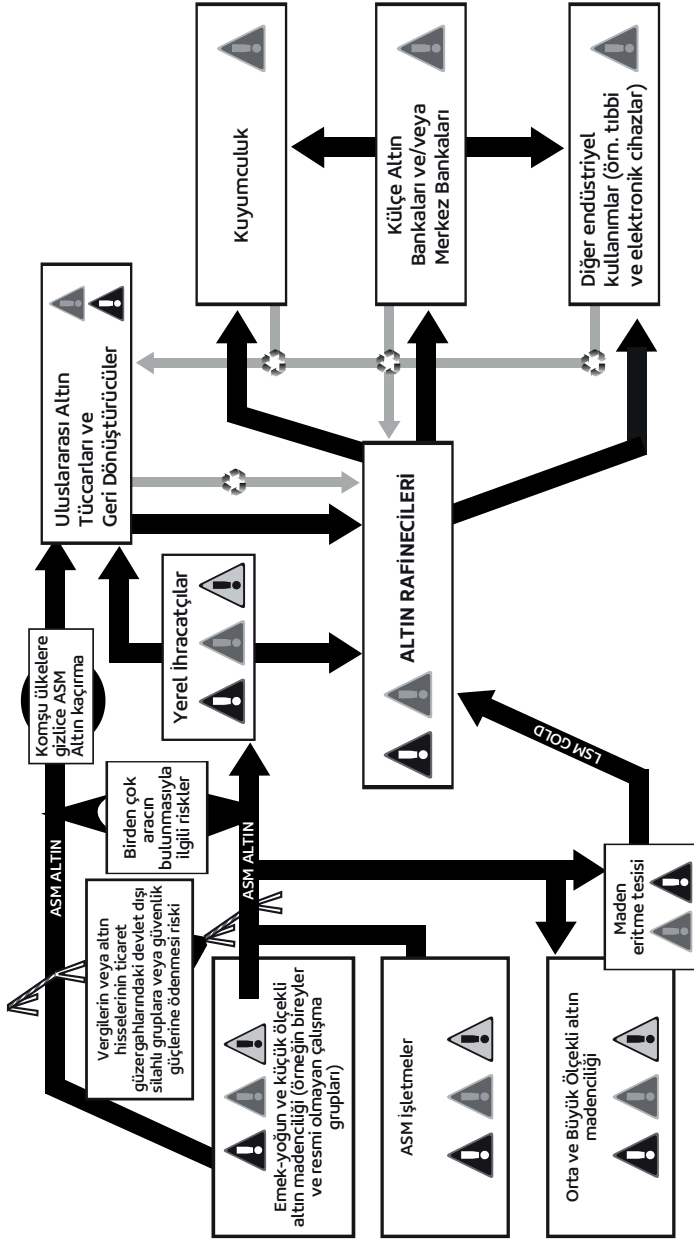 Vergilerin veya altın
hisselerinin ticaret
güzergahlarındaki devlet dışı
silahlı gruplara veya güvenlik
güçlerine ödenmesi riski
ASM ALTIN
Komşu ülkelere
gizlice ASM
Altın kaçırma
Birden çok
aracın
bulunmasıyla
ilgili riskler
ASM ALTIN
Emek-yoğun ve küçük ölçekli
altın madenciliği (örneğin bireyler
ve resmi olmayan çalışma
grupları)
ASM işletmeler
Orta ve Büyük Ölçekli altın
madenciliği
Maden
eritme tesisi
LSM GOLD
Yerel İhracatçılar
Uluslararası Altın
Tüccarları ve
Geri Dönüştürücüler
ALTIN RAFİNECİLERİ
Kuyumculuk
Külçe Altın
Bankaları ve/veya
Merkez Bankaları
Diğer endüstriyel
kullanımlar (örn. tıbbi
ve elektronik cihazlar)